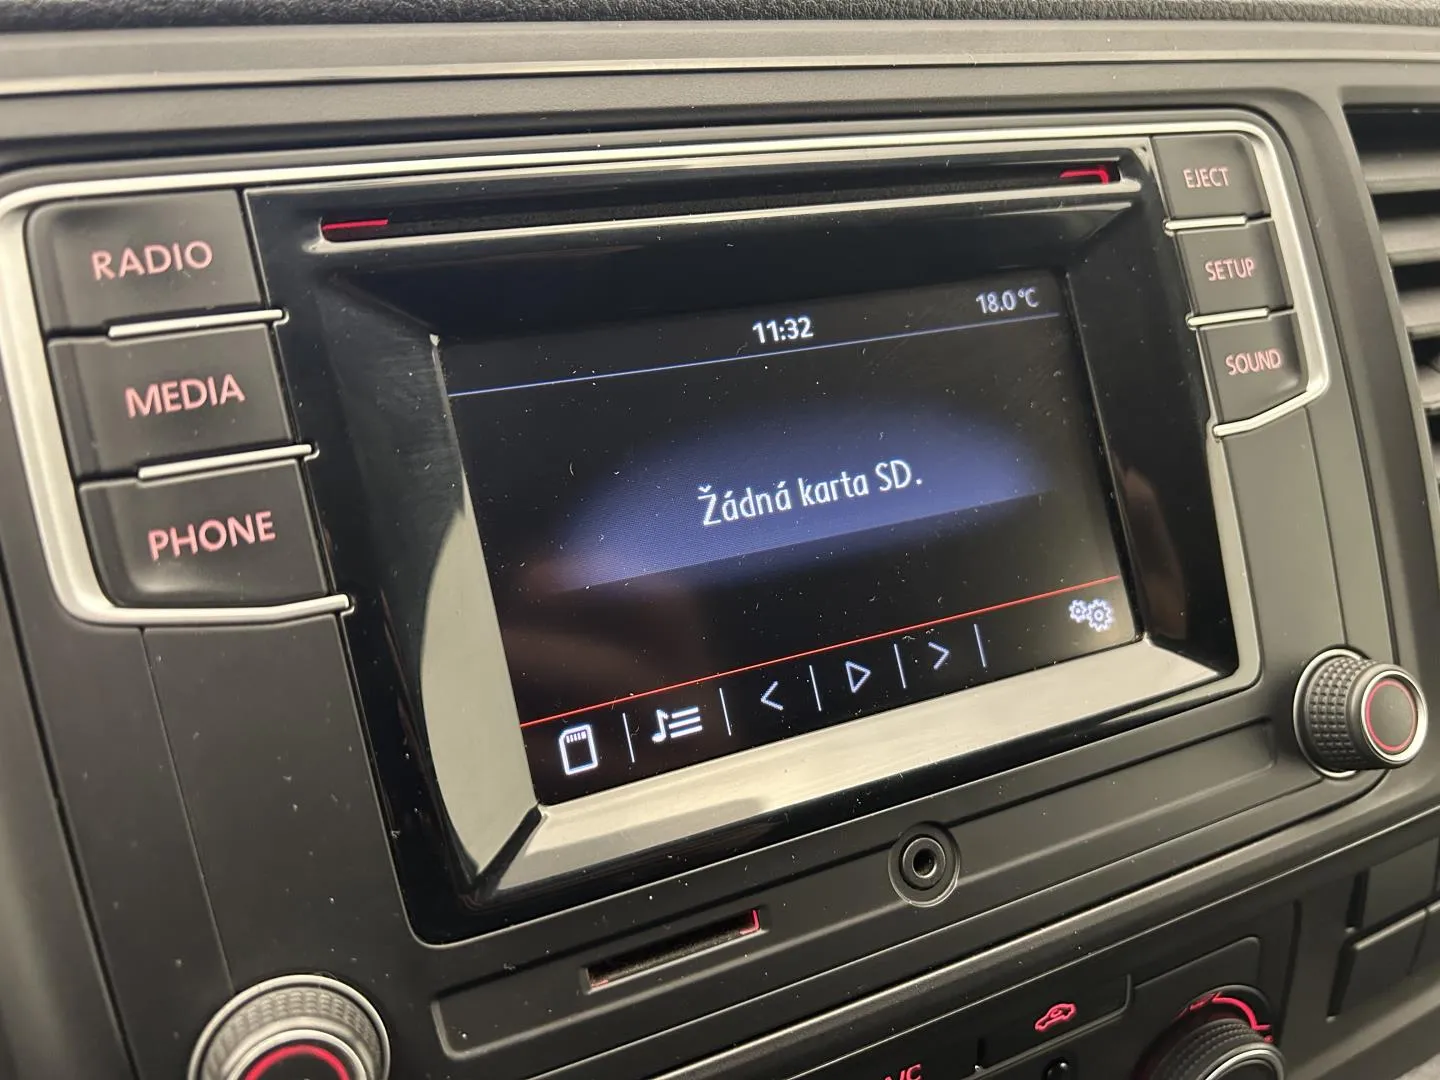 EJECT
RADIO
SETUP
18.0°C
11:32
SOUND
MEDIA
Žádná karta SD.
PHONE